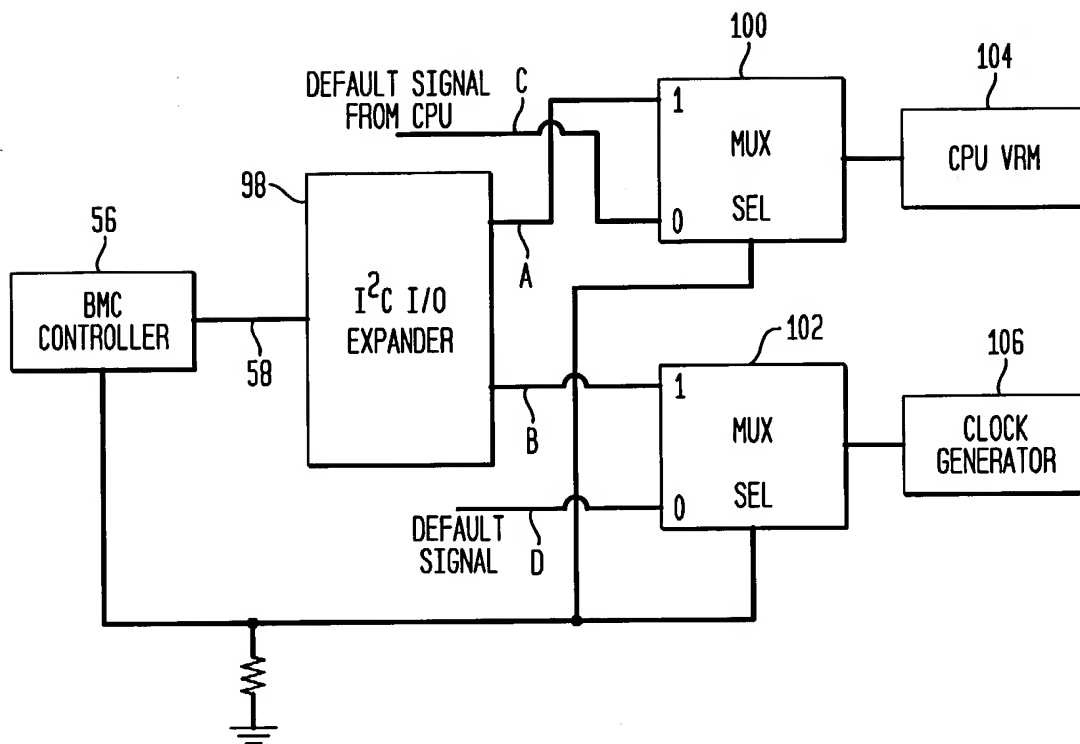 100
104
DEFAULT SIGNAL
FROM CPU
C
1
MUX
SEL
0
CPU VRM
98
A
56
BMC
CONTROLLER
58
I²C I/O
EXPANDER
102
106
B
1
MUX
SEL
0
CLOCK
GENERATOR
DEFAULT
SIGNAL
D